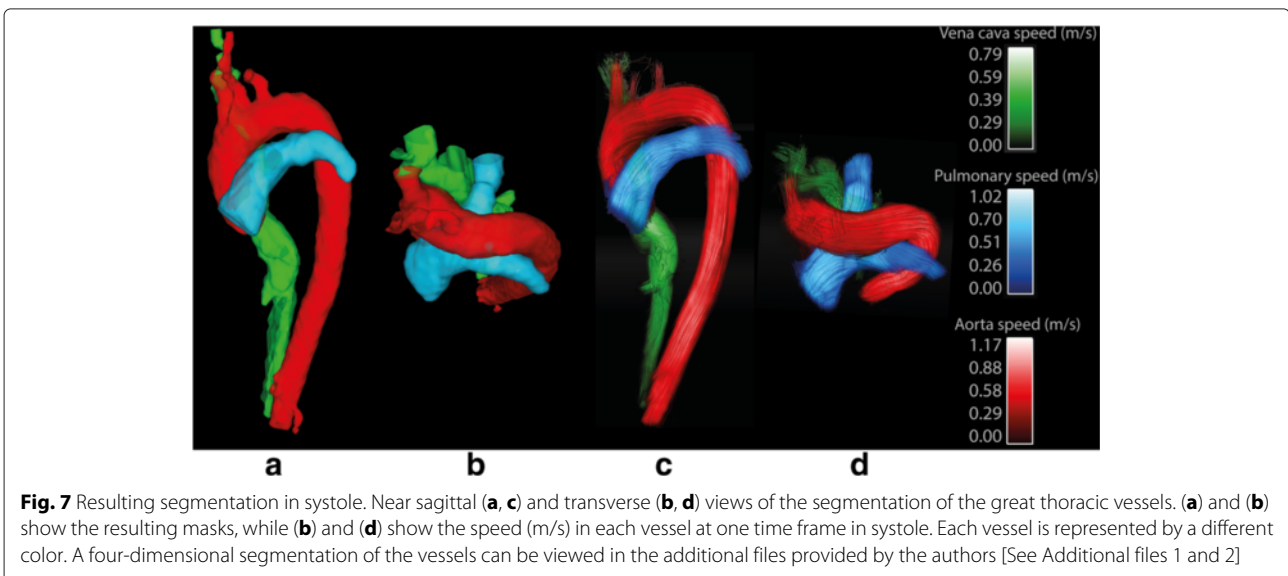 Vena cava speed (m/s)
0.79
0.59
0.39
0.29
0.00
Pulmonary speed (m/s)
1.02
0.70
0.51
0.26
0.00
Aorta speed (m/s)
1.17
0.88
0.58
0.29
0.00
a b c d
Fig. 7 Resulting segmentation in systole. Near sagittal (a, c) and transverse (b, d) views of the segmentation of the great thoracic vessels. (a) and (b)
show the resulting masks, while (b) and (d) show the speed (m/s) in each vessel at one time frame in systole. Each vessel is represented by a different
color. A four-dimensional segmentation of the vessels can be viewed in the additional files provided by the authors [See Additional files 1 and 2]